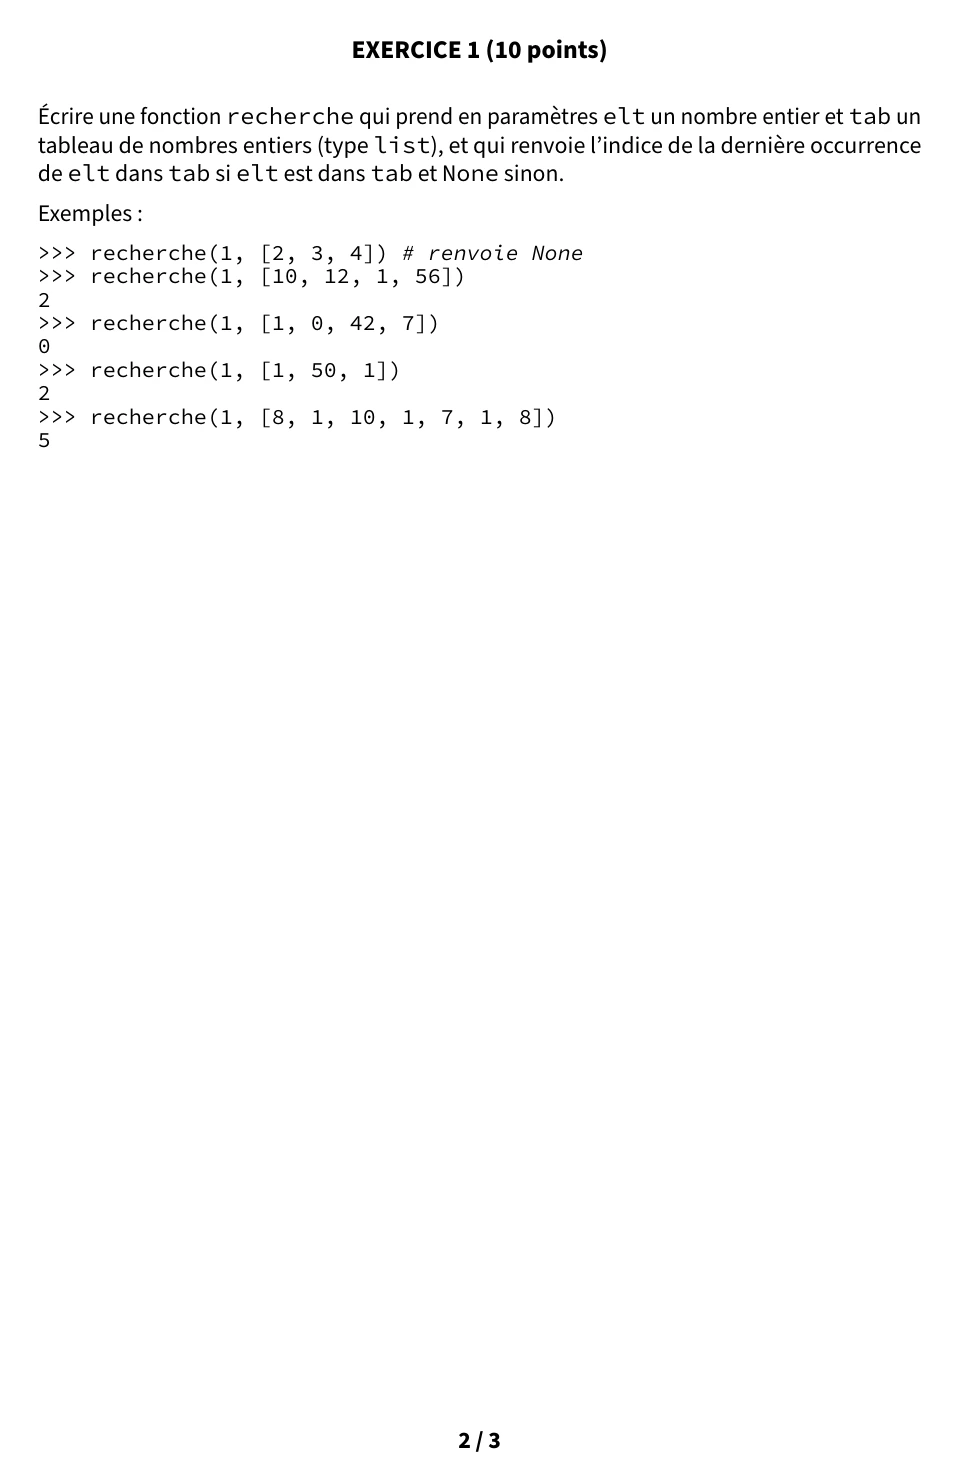 EXERCICE 1 (10 points)
Écrire une fonction recherche qui prend en paramètres elt un nombre entier et tab un
tableau de nombres entiers (type list), et qui renvoie l’indice de la dernière occurrence
de elt dans tab si elt est dans tab et None sinon.
Exemples :
>>> recherche(1, [2, 3, 4]) # renvoie None
>>> recherche(1, [10, 12, 1, 56])
2
>>> recherche(1, [1, 0, 42, 7])
0
>>> recherche(1, [1, 50, 1])
2
>>> recherche(1, [8, 1, 10, 1, 7, 1, 8])
5
2 / 3